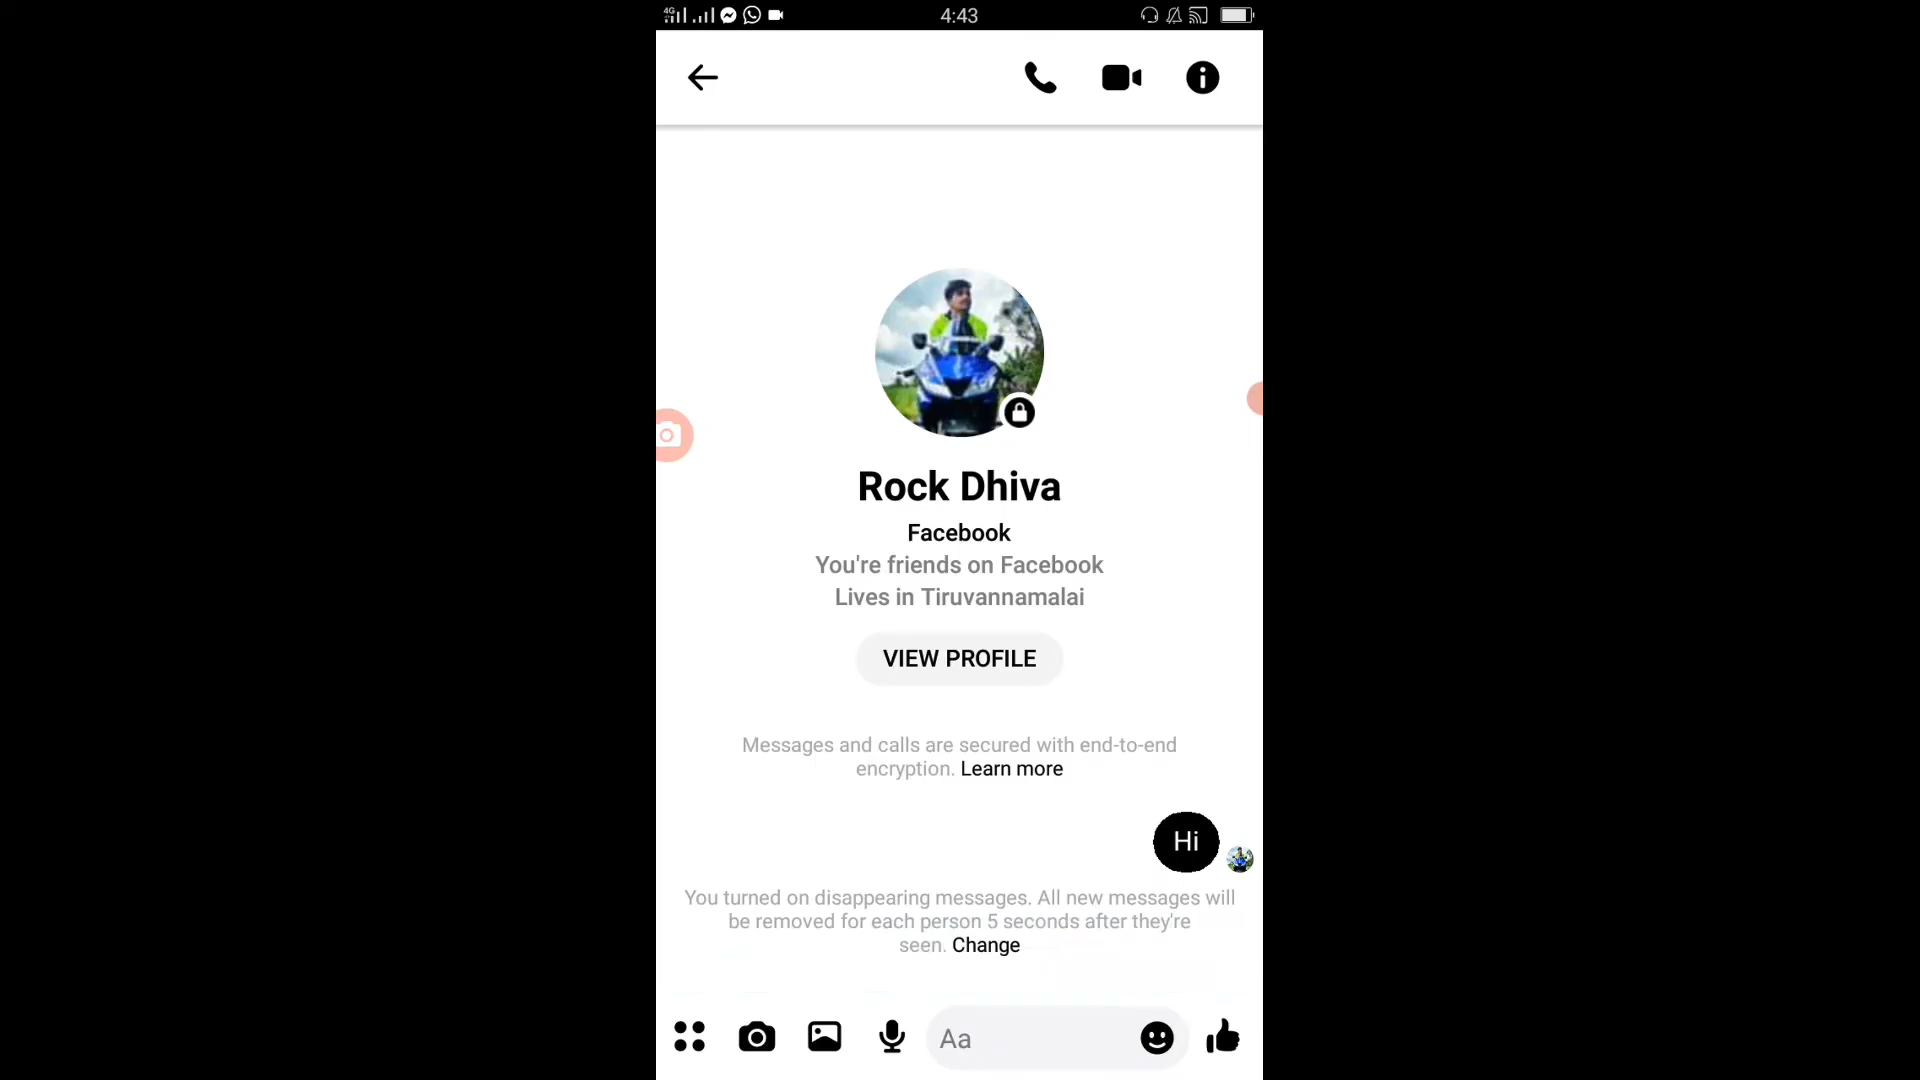 4G
4:43
Rock Dhiva
Facebook
You're friends on Facebook
Lives in Tiruvannamalai
VIEW PROFILE
Messages and calls are secured with end-to-end
encryption. Learn more
Hi
You turned on disappearing messages. All new messages will
be removed for each person 5 seconds after they're
seen. Change
Aa